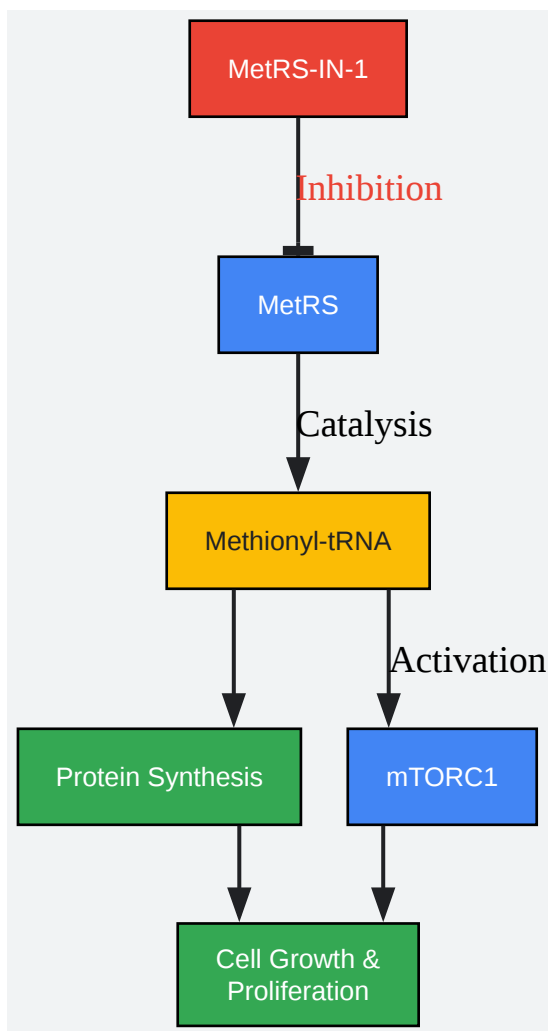 MetRS-IN-1
Inhibition
MetRS
Catalysis
Methionyl-tRNA
Activation
Protein Synthesis
mTORC1
Cell Growth &
Proliferation